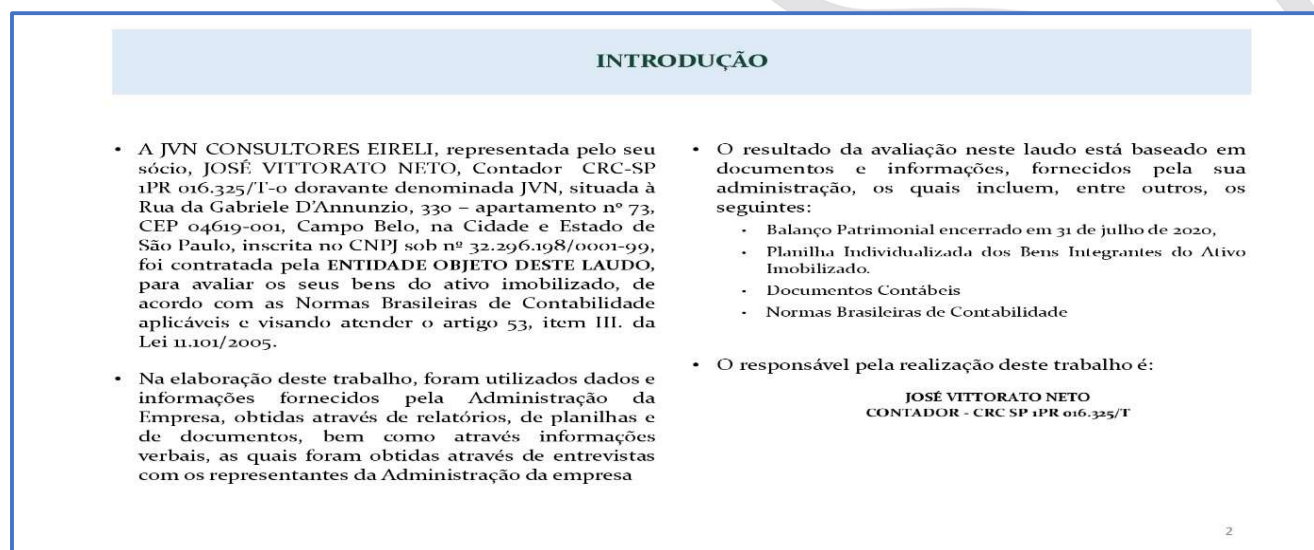 INTRODUÇÃO
• A JVN CONSULTORES EIRELI, representada pelo seu
sócio, JOSÉ VITTORATO NETO, Contador CRC-SP
1PR 016.325/T-0 doravante denominada JVN, situada à
Rua da Gabriele D'Annunzio, 330 – apartamento nº 73,
CEP 04619-001, Campo Belo, na Cidade e Estado de
São Paulo, inscrita no CNPJ sob nº 32.296.198/0001-99,
foi contratada pela ENTIDADE OBJETO DESTE LAUDO,
para avaliar os seus bens do ativo imobilizado, de
acordo com as Normas Brasileiras de Contabilidade
aplicáveis e visando atender o artigo 53, item III. da
Lei 11.101/2005.
• Na elaboração deste trabalho, foram utilizados dados e
informações fornecidos pela Administração da
Empresa, obtidas através de relatórios, de planilhas e
de documentos, bem como através informações
verbais, as quais foram obtidas através de entrevistas
com os representantes da Administração da empresa
• O resultado da avaliação neste laudo está baseado em
documentos e informações, fornecidos pela sua
administração, os quais incluem, entre outros, os
seguintes:
• Balanço Patrimonial encerrado em 31 de julho de 2020,
• Planilha Individualizada dos Bens Integrantes do Ativo
Imobilizado.
• Documentos Contábeis
• Normas Brasileiras de Contabilidade
• O responsável pela realização deste trabalho é:
JOSÉ VITTORATO NETO
CONTADOR - CRC SP 1PR 016.325/T
2